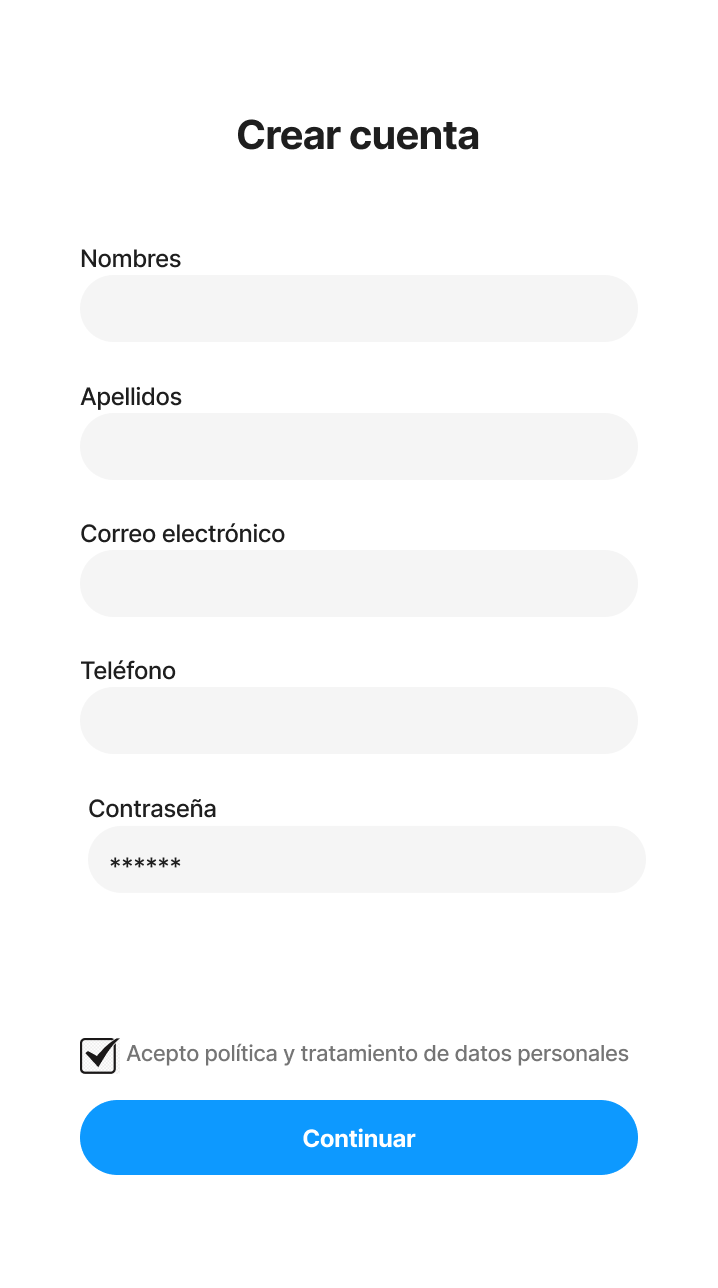 Crear cuenta
Nombres
Apellidos
Correo electrónico
Teléfono
Contraseña
******
Acepto política y tratamiento de datos personales
Continuar